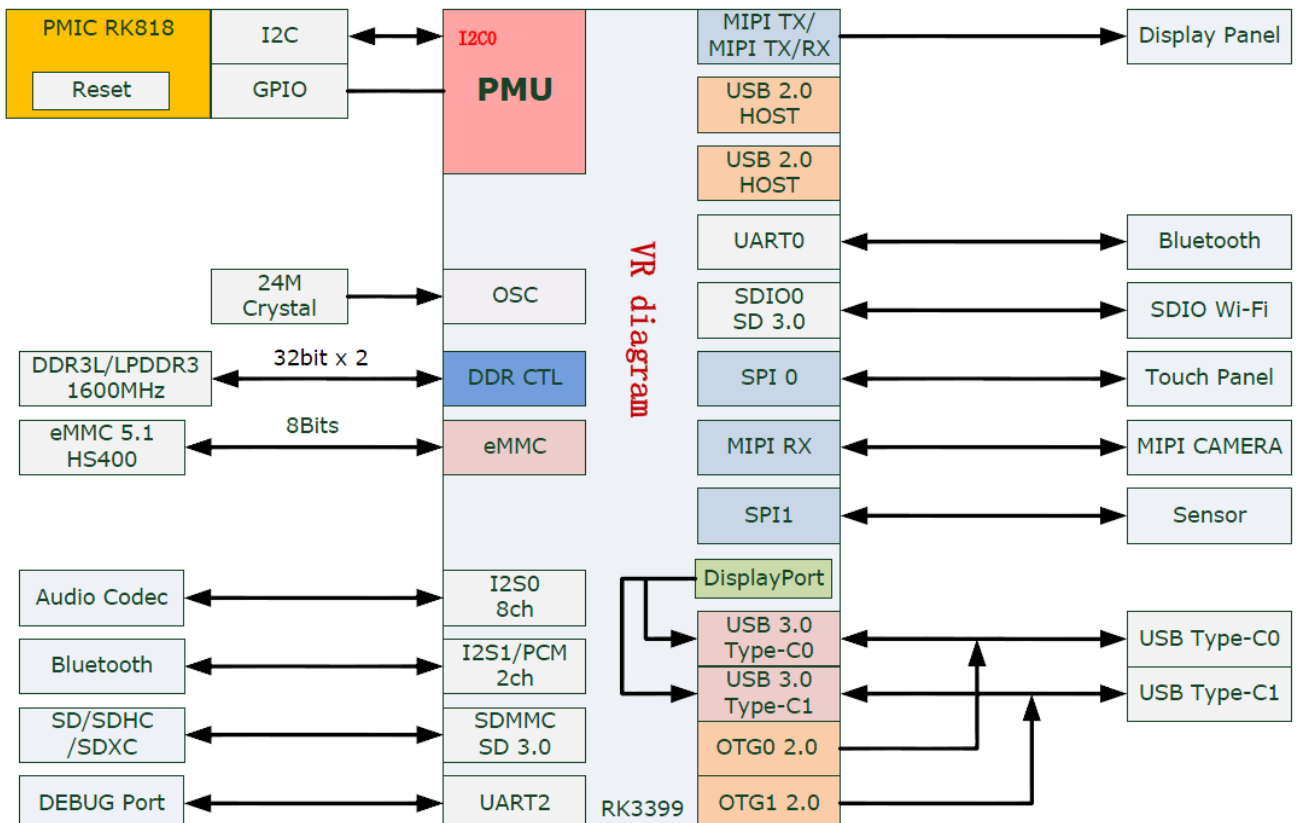 PMIC RK818
Reset
I2C
GPIO
I2C0
PMU
MIPI TX/
MIPI TX/RX
Display Panel
USB 2.0
HOST
USB 2.0
HOST
UART0
Bluetooth
24M
Crystal
OSC
SDIO0
SD 3.0
SDIO Wi-Fi
VR diagram
DDR3L/LPDDR3
1600MHz
32bit x 2
DDR CTL
SPI 0
Touch Panel
eMMC 5.1
HS400
8Bits
eMMC
MIPI RX
MIPI CAMERA
SPI1
Sensor
DisplayPort
Audio Codec
I2S0
8ch
USB 3.0
Type-C0
USB Type-C0
Bluetooth
I2S1/PCM
2ch
USB 3.0
Type-C1
USB Type-C1
SD/SDHC
/SDXC
SDMMC
SD 3.0
OTG0 2.0
DEBUG Port
UART2
RK3399
OTG1 2.0